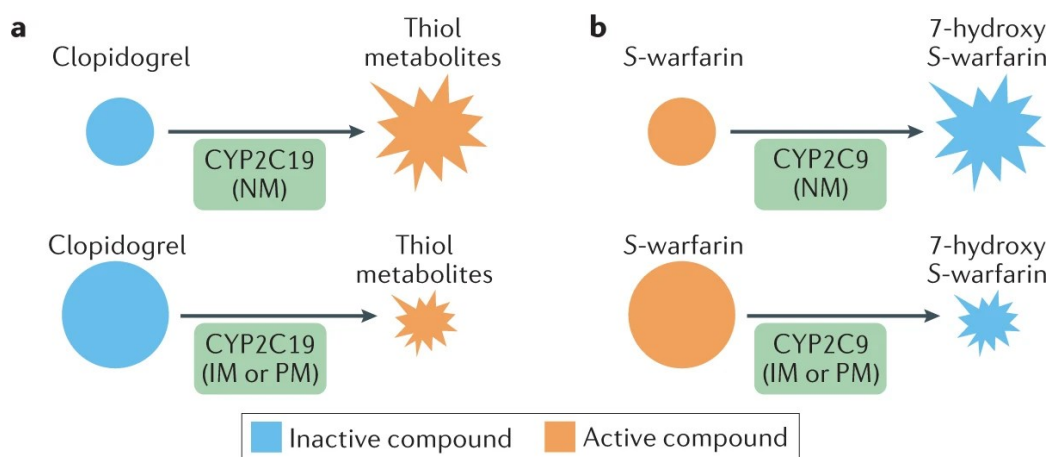 a
Clopidogrel
Thiol
metabolites
CYP2C19
(NM)
Clopidogrel
Thiol
metabolites
CYP2C19
(IM or PM)
b
S-warfarin
7-hydroxy
S-warfarin
CYP2C9
(NM)
S-warfarin
7-hydroxy
S-warfarin
CYP2C9
(IM or PM)
Inactive compound
Active compound